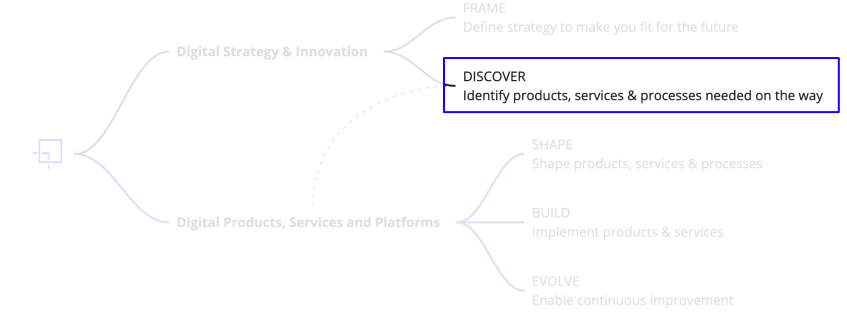 FRAME
Define strategy to make you fit for the future
Digital Strategy & Innovation
DISCOVER
Identify products, services & processes needed on the way
SHAPE
Shape products, services & processes
Digital Products, Services and Platforms
BUILD
Implement products & services
EVOLVE
Enable continuous improvement